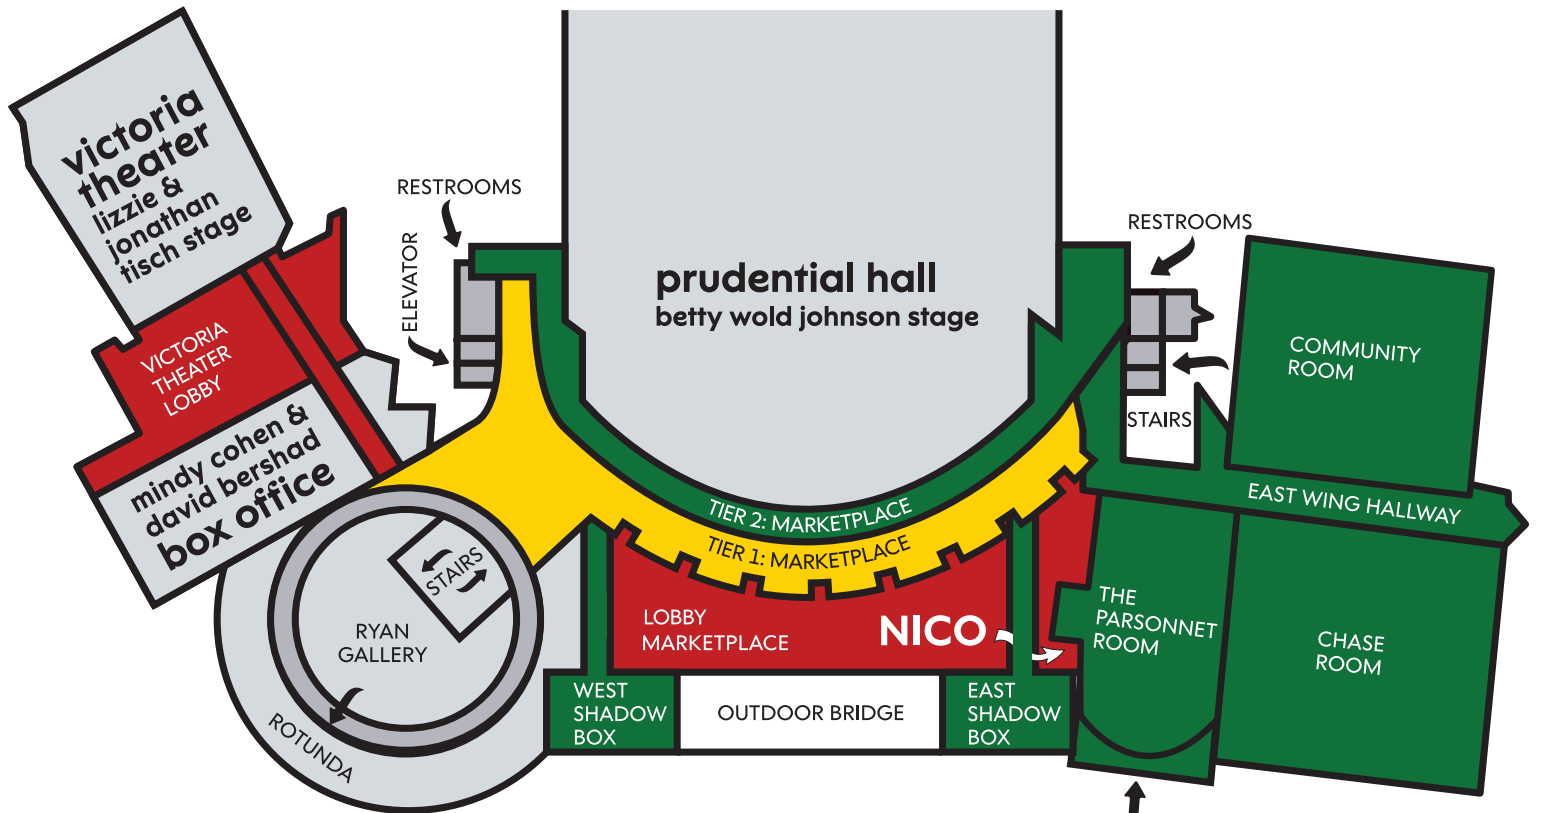 victoria
theater
lizzie &
jonathan
tisch stage
VICTORIA
THEATER
LOBBY
mindy cohen &
david bershad
box office
RESTROOMS
ELEVATOR
prudential hall
betty wold johnson stage
RESTROOMS
STAIRS
COMMUNITY
ROOM
EAST WING HALLWAY
TIER 2: MARKETPLACE
TIER 1: MARKETPLACE
STAIRS
RYAN
GALLERY
ROTUNDA
LOBBY
MARKETPLACE
NICO
THE
PARSONNET
ROOM
CHASE
ROOM
WEST
SHADOW
BOX
OUTDOOR BRIDGE
EAST
SHADOW
BOX